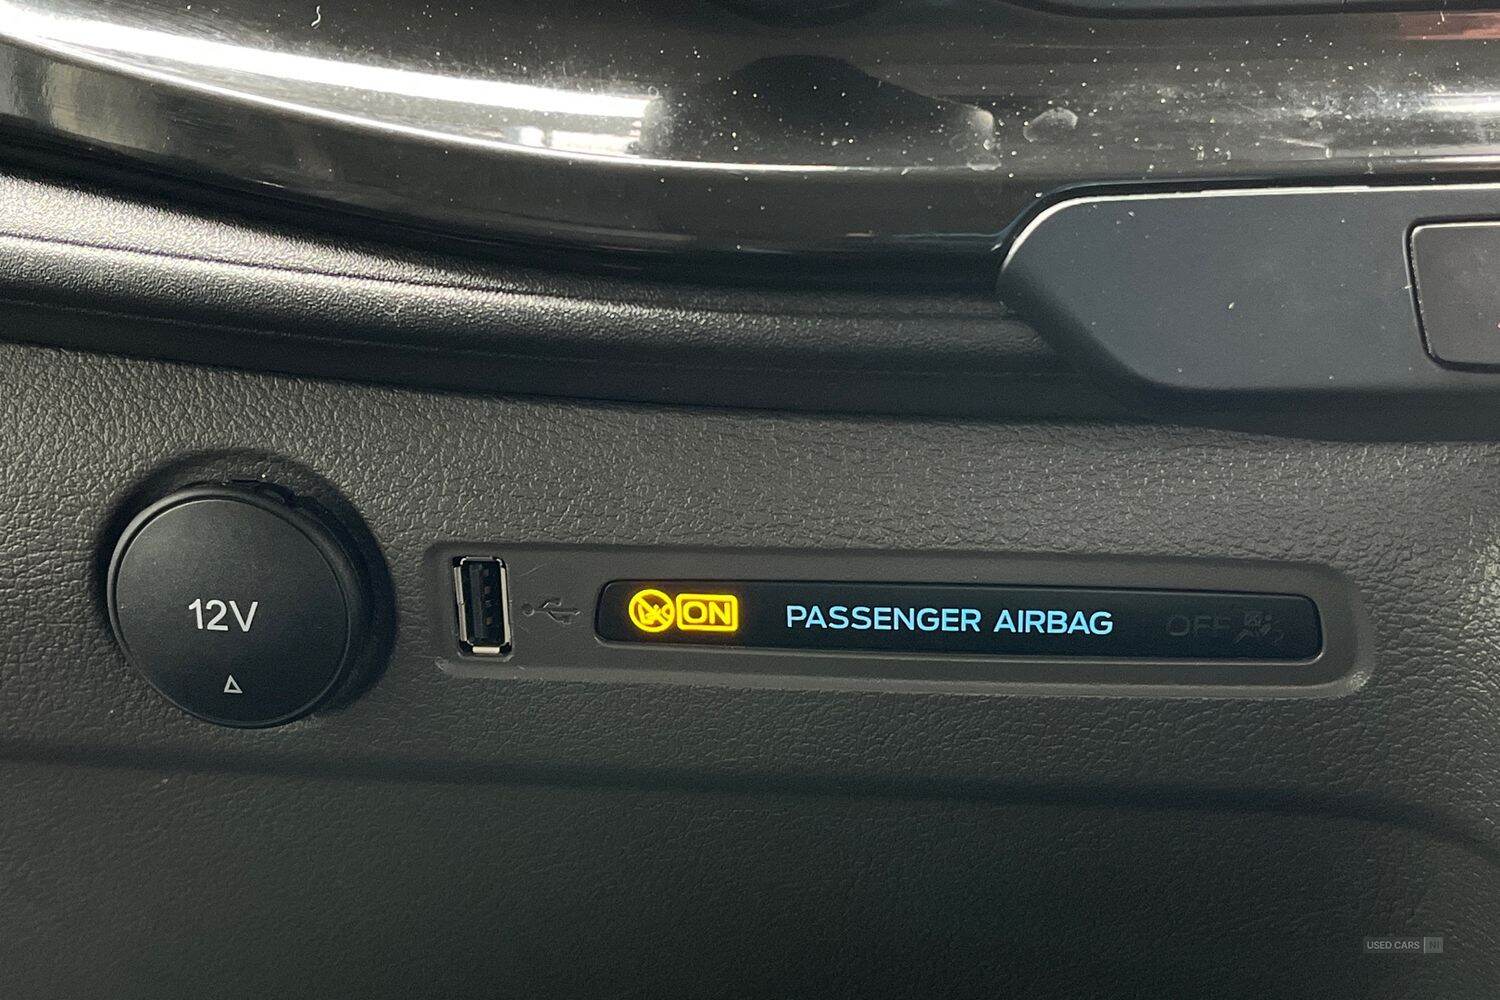 12V
ON PASSENGER AIRBAG OFF
USED CARS NI